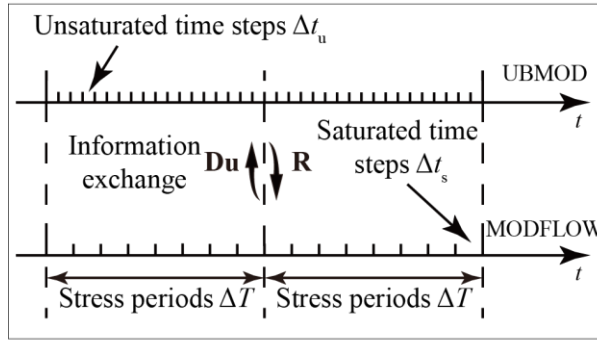 Unsaturated time steps Δtu
UBMOD
t
Information
exchange
Du
R
Saturated time
steps Δts
MODFLOW
t
Stress periods ΔT
Stress periods ΔT